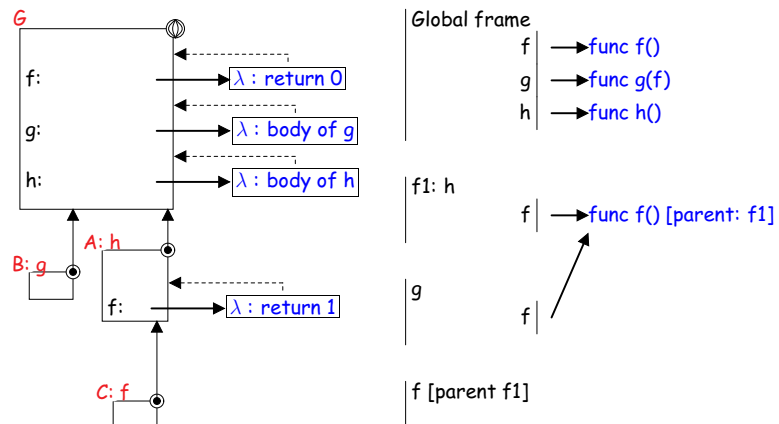 G
f:
λ : return 0
g:
λ : body of g
h:
λ : body of h
A: h
B: g
f:
λ : return 1
C: f
Global frame
f func f()
g func g(f)
h func h()
f1: h
f func f() [parent: f1]
g
f
f [parent f1]